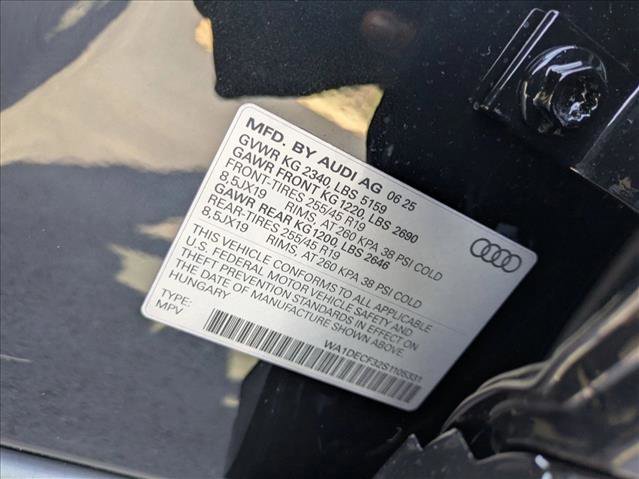 MFD. BY AUDI AG 06 25
GVWR KG 2340, LBS 5159
GAWR FRONT KG 1220, LBS 2690
FRONT-TIRES 255/45 R19
8,5JX19 RIMS, AT 260 KPA 38 PSI COLD
GAWR REAR KG1200, LBS 2646
REAR-TIRES 255/45 R19
8,5JX19 RIMS, AT 260 KPA 38 PSI COLD
THIS VEHICLE CONFORMS TO ALL APPLICABLE
U.S. FEDERAL MOTOR VEHICLE SAFETY AND
THEFT PREVENTION STANDARDS IN EFFECT ON
THE DATE OF MANUFACTURE SHOWN ABOVE.
HUNGARY
TYPE:
MPV
WA1DECF32S1105331